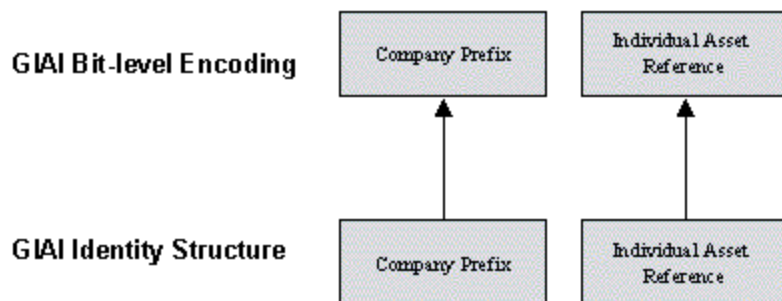 GIAI Bit-level Encoding
Company Prefix
Individual Asset
Reference
GIAI Identity Structure
Company Prefix
Individual Asset
Reference